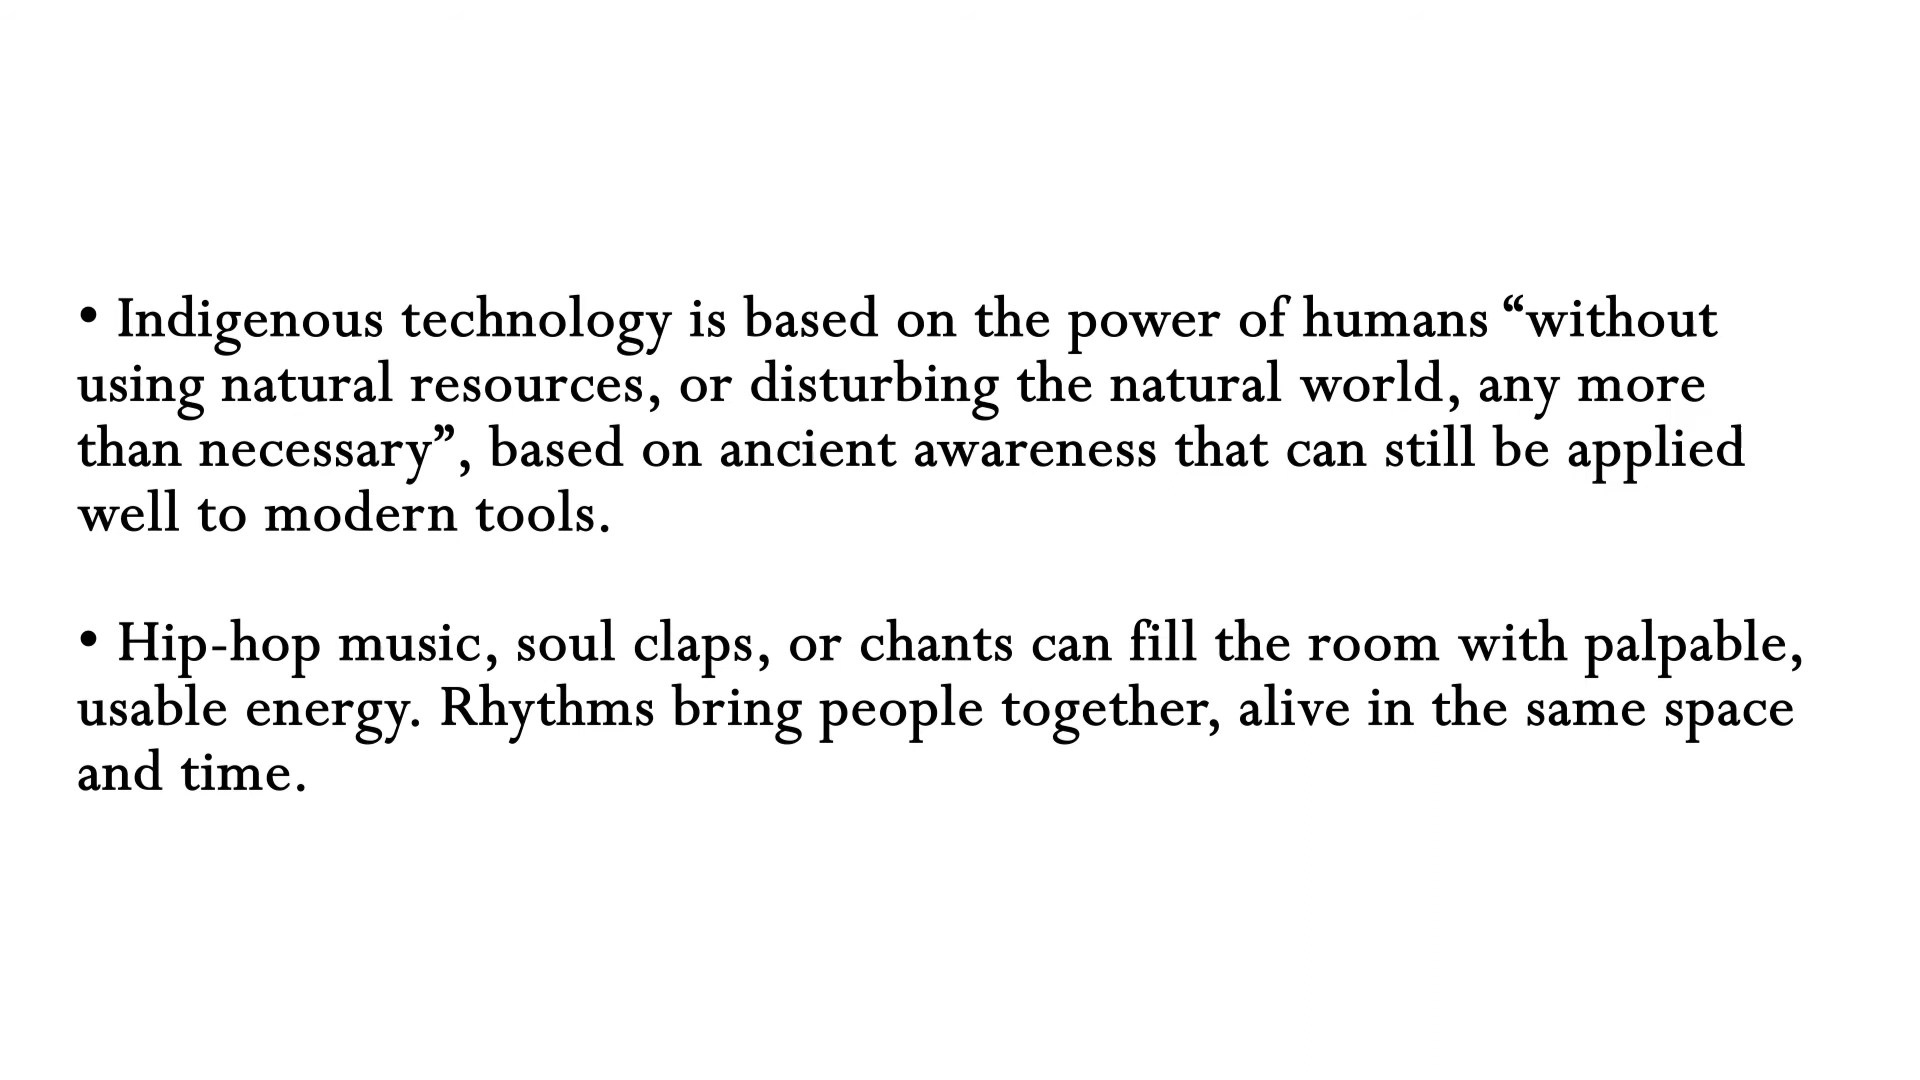 • Indigenous technology is based on the power of humans “without
using natural resources, or disturbing the natural world, any more
than necessary”, based on ancient awareness that can still be applied
well to modern tools.
• Hip-hop music, soul claps, or chants can fill the room with palpable,
usable energy. Rhythms bring people together, alive in the same space
and time.